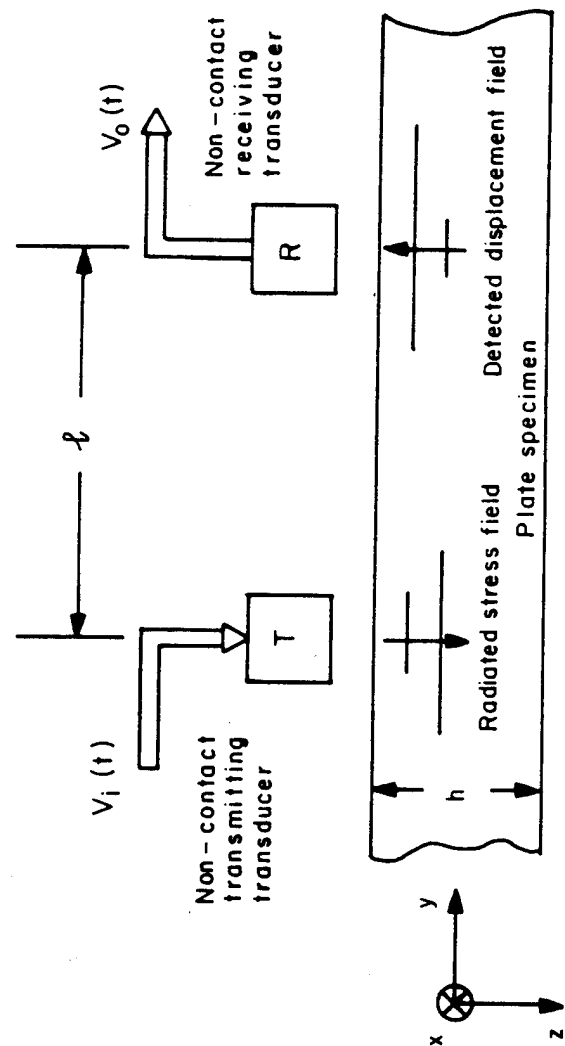 ℓ
V₀(t)
Vᵢ(t)
Non-contact
receiving
transducer
Non-contact
transmitting
transducer
R
T
Detected displacement field
Radiated stress field
Plate specimen
h
x
y
z